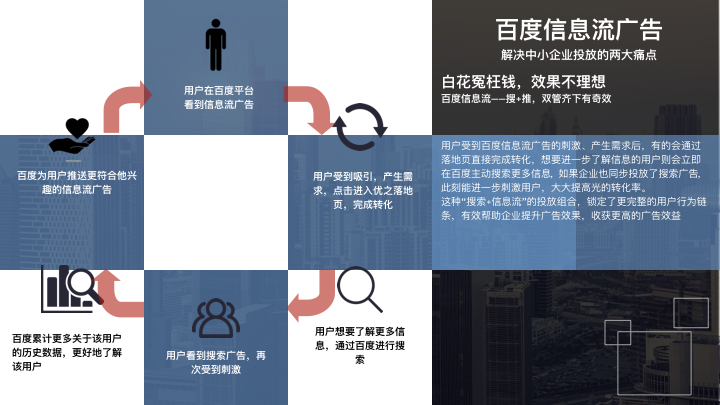 百度信息流广告
解决中小企业投放的两大痛点
白花冤枉钱，效果不理想
百度信息流——搜+推，双管齐下有奇效
用户受到百度信息流广告的刺激、产生需求后，有的会通过
落地页直接完成转化，想要进一步了解信息的用户则会立即
在百度主动搜索更多信息, 如果企业也同步投放了搜索广告,
此刻能进一步刺激用户，大大提高光的转化率。
这种“搜索+信息流”的投放组合，锁定了更完整的用户行为链
条，有效帮助企业提升广告效果，收获更高的广告效益
用户在百度平台
看到信息流广告
用户受到吸引，产生需
求，点击进入优之落地
页，完成转化
用户想要了解更多信
息，通过百度进行搜
索
用户看到搜索广告，再
次受到刺激
百度累计更多关于该用户
的历史数据，更好地了解
该用户
百度为用户推送更符合他兴
趣的信息流广告